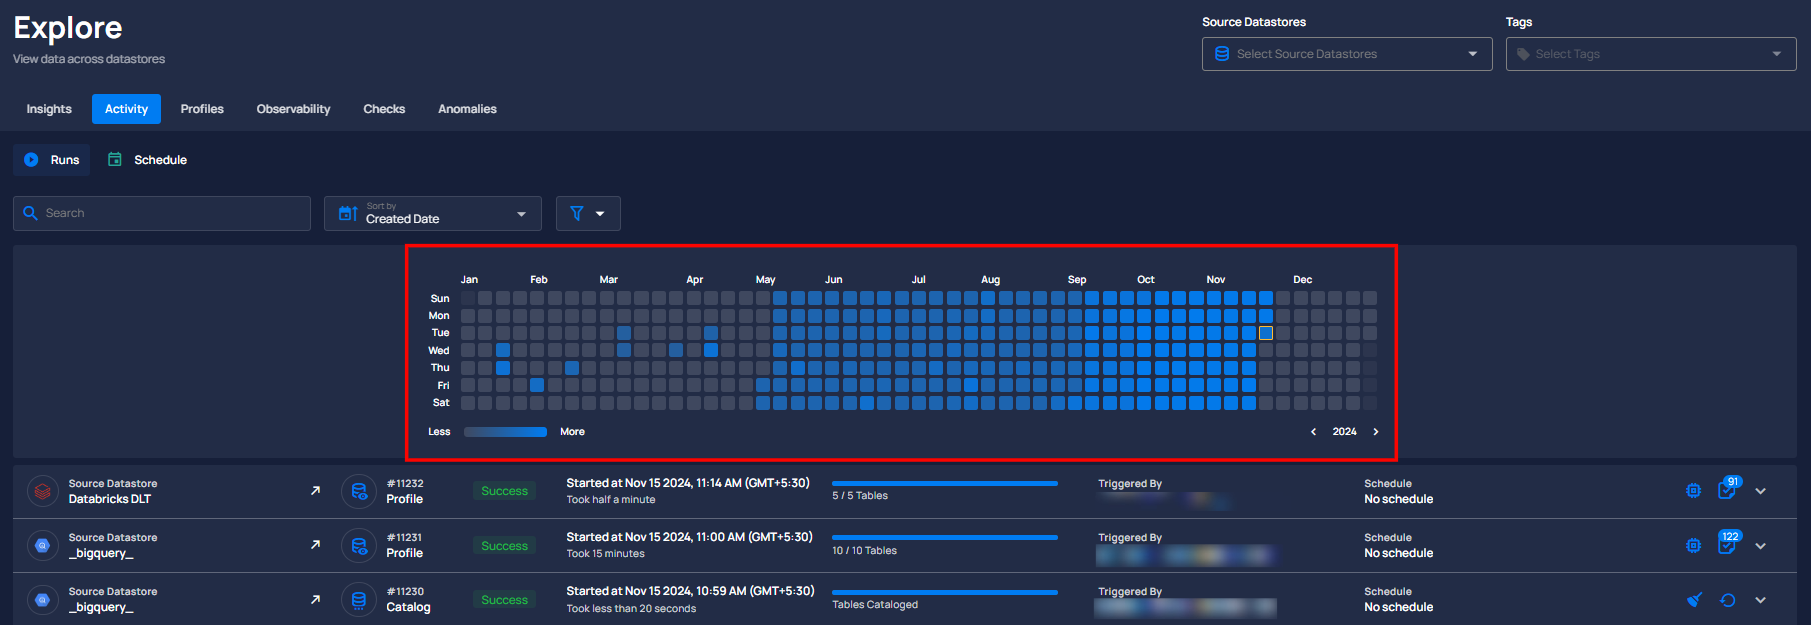 Explore
View data across datastores
Source Datastores
Select Source Datastores
Tags
Select Tags
Insights Activity Profiles Observability Checks Anomalies
Runs Schedule
Search
Sort by
Created Date
Jan Feb Mar Apr May Jun Jul Aug Sep Oct Nov Dec
Sun
Mon
Tue
Wed
Thu
Fri
Sat
Less More
2024
Source Datastore
Databricks DLT
#11232
Profile
Success
Started at Nov 15 2024, 11:14 AM (GMT+5:30)
Took half a minute
5 / 5 Tables
Triggered By
Schedule
No schedule
91
Source Datastore
_bigquery_
#11231
Profile
Success
Started at Nov 15 2024, 11:00 AM (GMT+5:30)
Took 15 minutes
10 / 10 Tables
Triggered By
Schedule
No schedule
122
Source Datastore
_bigquery_
#11230
Catalog
Success
Started at Nov 15 2024, 10:59 AM (GMT+5:30)
Took less than 20 seconds
Tables Cataloged
Triggered By
Schedule
No schedule